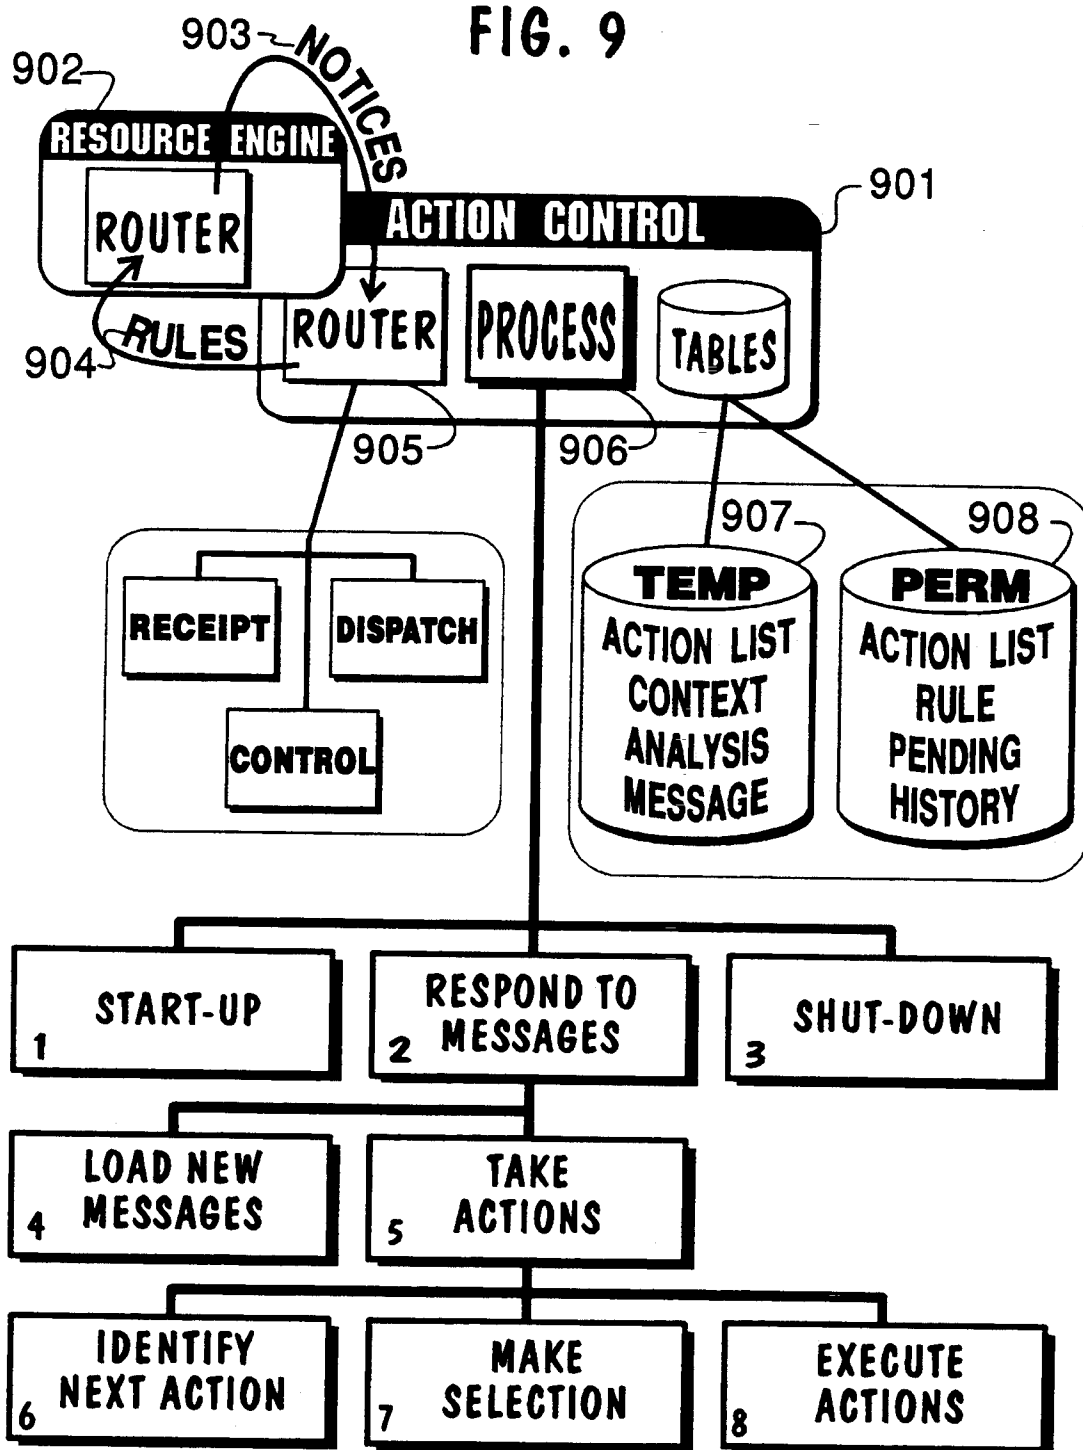 FIG. 9
903
NOTICES
902
RESOURCE ENGINE
ROUTER
901
ACTION CONTROL
ROUTER
PROCESS
TABLES
RULES
904
905
906
907
908
RECEIPT
DISPATCH
CONTROL
TEMP
ACTION LIST
CONTEXT
ANALYSIS
MESSAGE
PERM
ACTION LIST
RULE
PENDING
HISTORY
START-UP
1
RESPOND TO
MESSAGES
2
SHUT-DOWN
3
LOAD NEW
MESSAGES
4
TAKE
ACTIONS
5
IDENTIFY
NEXT ACTION
6
MAKE
SELECTION
7
EXECUTE
ACTIONS
8